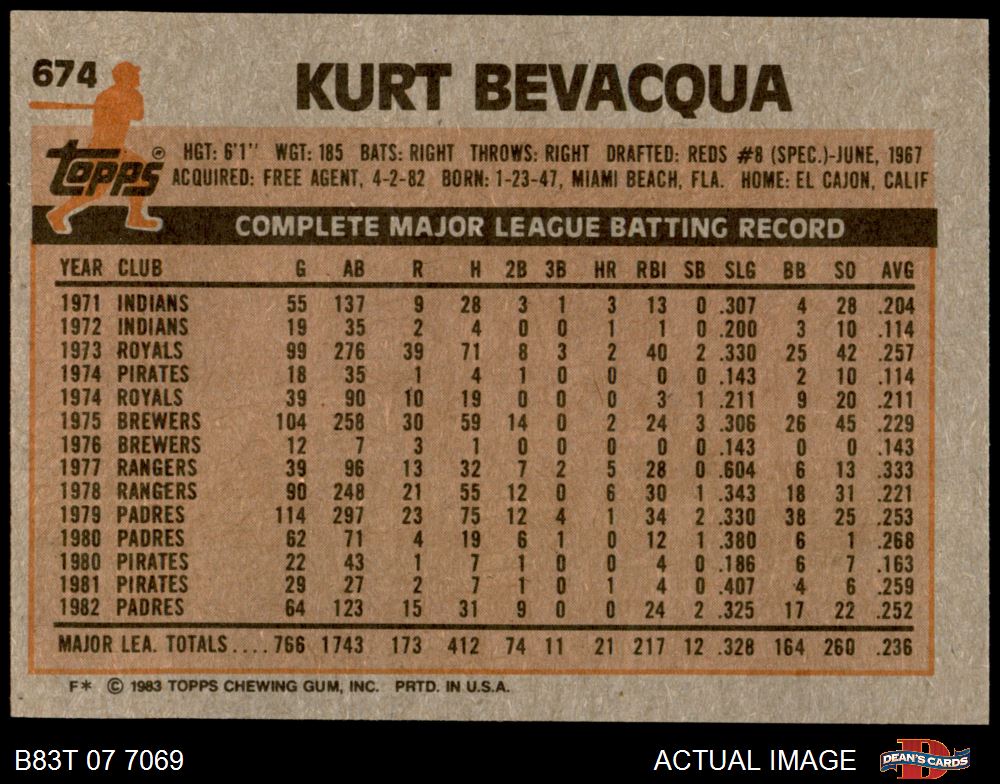 674
KURT BEVACQUA
topps®
HGT: 6'1" WGT: 185 BATS: RIGHT THROWS: RIGHT DRAFTED: REDS #8 (SPEC.)-JUNE, 1967
ACQUIRED: FREE AGENT, 4-2-82 BORN: 1-23-47, MIAMI BEACH, FLA. HOME: EL CAJON, CALIF
COMPLETE MAJOR LEAGUE BATTING RECORD
YEAR CLUB G AB R H 2B 3B HR RBI SB SLG BB SO AVG
1971 INDIANS 55 137 9 28 3 1 3 13 0 .307 4 28 .204
1972 INDIANS 19 35 2 4 0 0 1 1 0 .200 3 10 .114
1973 ROYALS 99 276 39 71 8 3 2 40 2 .330 25 42 .257
1974 PIRATES 18 35 1 4 1 0 0 0 0 .143 2 10 .114
1974 ROYALS 39 90 10 19 0 0 0 3 1 .211 9 20 .211
1975 BREWERS 104 258 30 59 14 0 2 24 3 .306 26 45 .229
1976 BREWERS 12 7 3 1 0 0 0 0 0 .143 0 0 .143
1977 RANGERS 39 96 13 32 7 2 5 28 0 .604 6 13 .333
1978 RANGERS 90 248 21 55 12 0 6 30 1 .343 18 31 .221
1979 PADRES 114 297 23 75 12 4 1 34 2 .330 38 25 .253
1980 PADRES 62 71 4 19 6 1 0 12 1 .380 6 1 .268
1980 PIRATES 22 43 1 7 1 0 0 4 0 .186 6 7 .163
1981 PIRATES 29 27 2 7 1 0 1 4 0 .407 4 6 .259
1982 PADRES 64 123 15 31 9 0 0 24 2 .325 17 22 .252
MAJOR LEA. TOTALS.... 766 1743 173 412 74 11 21 217 12 .328 164 260 .236
F* © 1983 TOPPS CHEWING GUM, INC. PRTD. IN U.S.A.
B83T 07 7069
ACTUAL IMAGE
D
DEAN'S CARDS